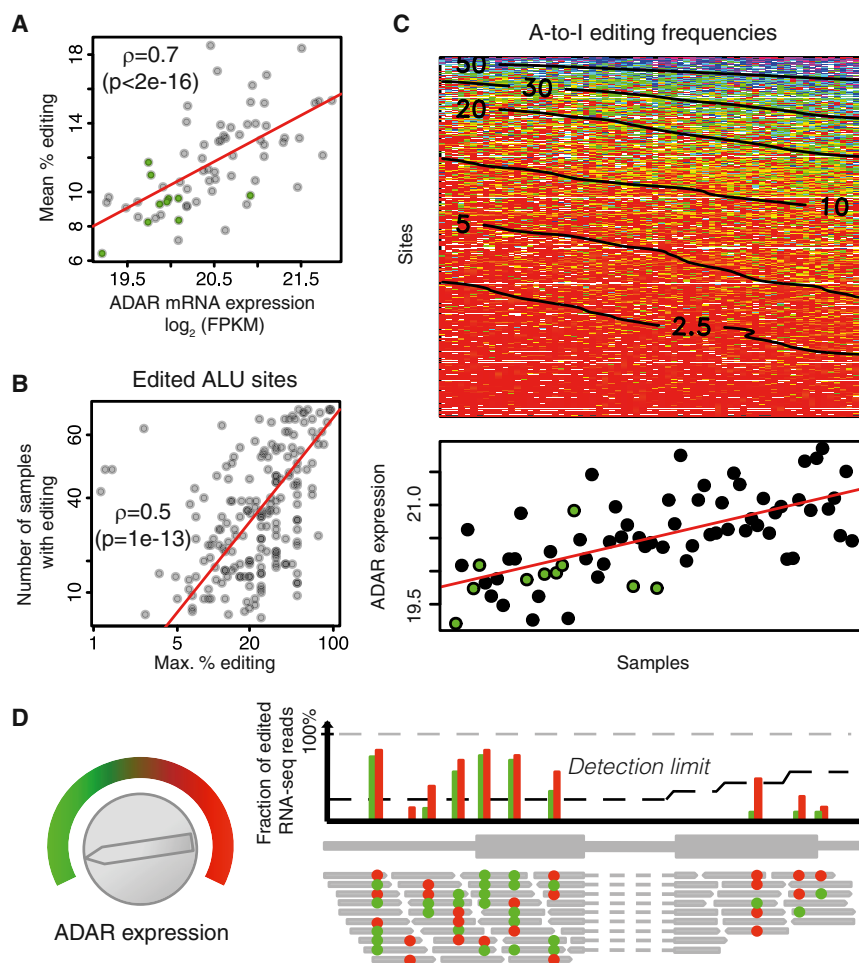 A
18
14
12
10
8
6
Mean % editing
ρ=0.7
(p<2e-16)
19.5
20.5
21.5
ADAR mRNA expression
log2 (FPKM)
B
Edited ALU sites
60
40
10
Number of samples
with editing
ρ=0.5
(p=1e-13)
1
5
20
100
Max. % editing
C
A-to-I editing frequencies
Sites
50
30
20
10
5
2.5
ADAR expression
21.0
19.5
Samples
D
ADAR expression
Fraction of edited
RNA-seq reads
100%
Detection limit